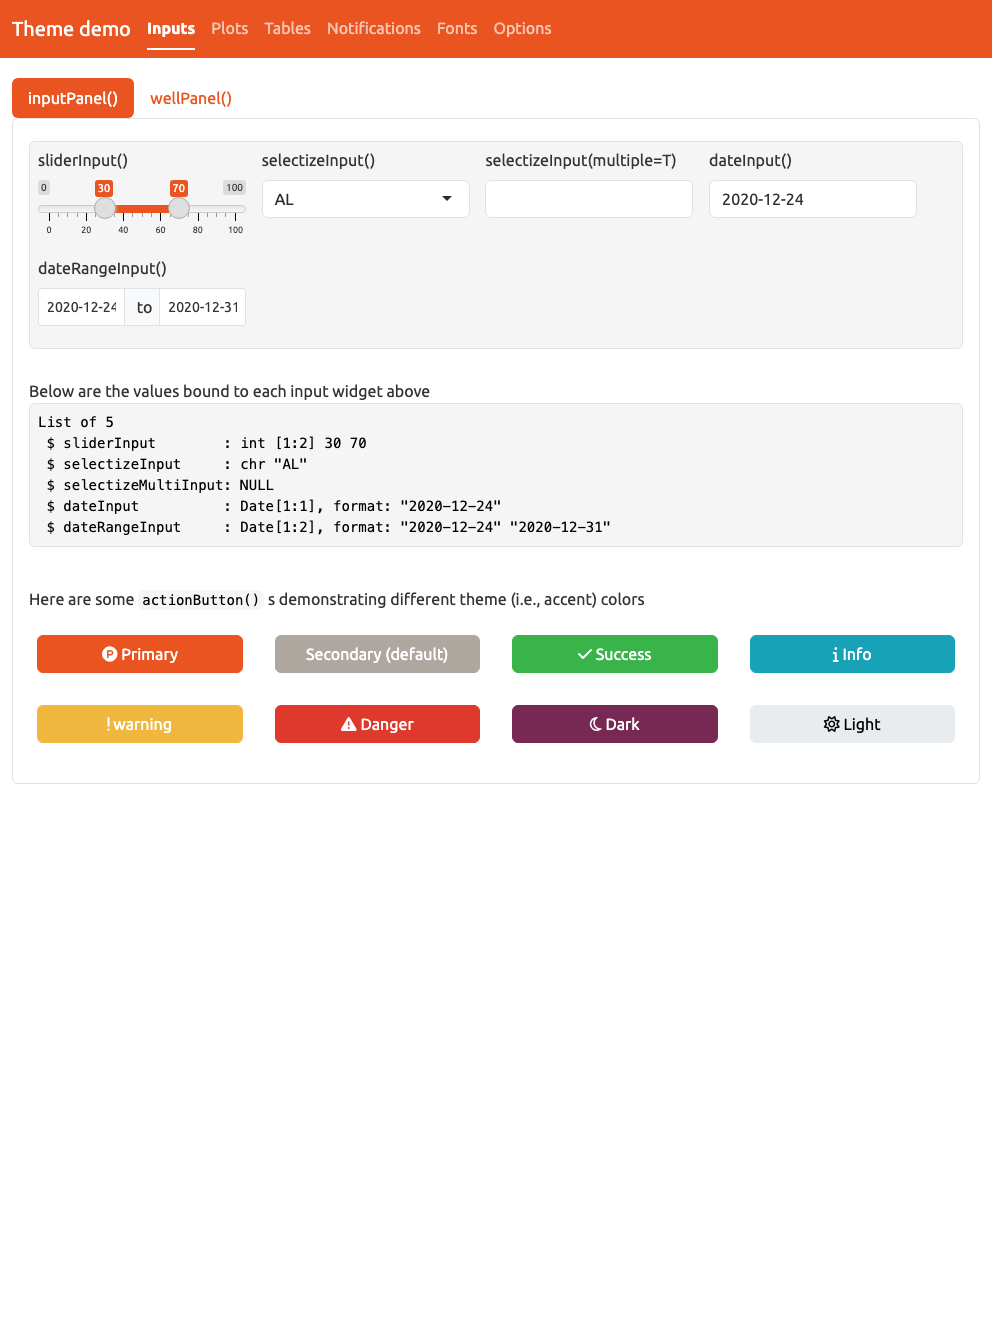 Theme demo Inputs Plots Tables Notifications Fonts Options
inputPanel() wellPanel()
sliderInput() selectizeInput() selectizeInput(multiple=T) dateInput()
0 30 70 100
AL 2020-12-24
0 20 40 60 80 100
dateRangeInput()
2020-12-24 to 2020-12-31
Below are the values bound to each input widget above
List of 5
$ sliderInput : int [1:2] 30 70
$ selectizeInput : chr "AL"
$ selectizeMultiInput: NULL
$ dateInput : Date[1:1], format: "2020-12-24"
$ dateRangeInput : Date[1:2], format: "2020-12-24" "2020-12-31"
Here are some actionButton() s demonstrating different theme (i.e., accent) colors
Primary Secondary (default) Success Info
warning Danger Dark Light